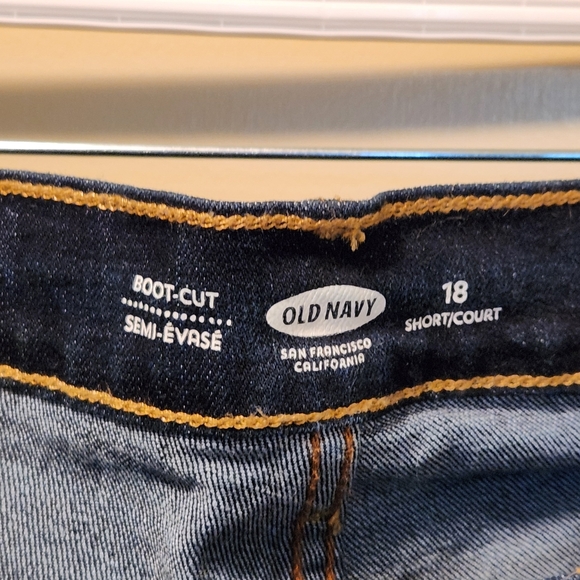 BOOT-CUT
SEMI-ÉVASÉ
OLD NAVY
SAN FRANCISCO
CALIFORNIA
18
SHORT/COURT